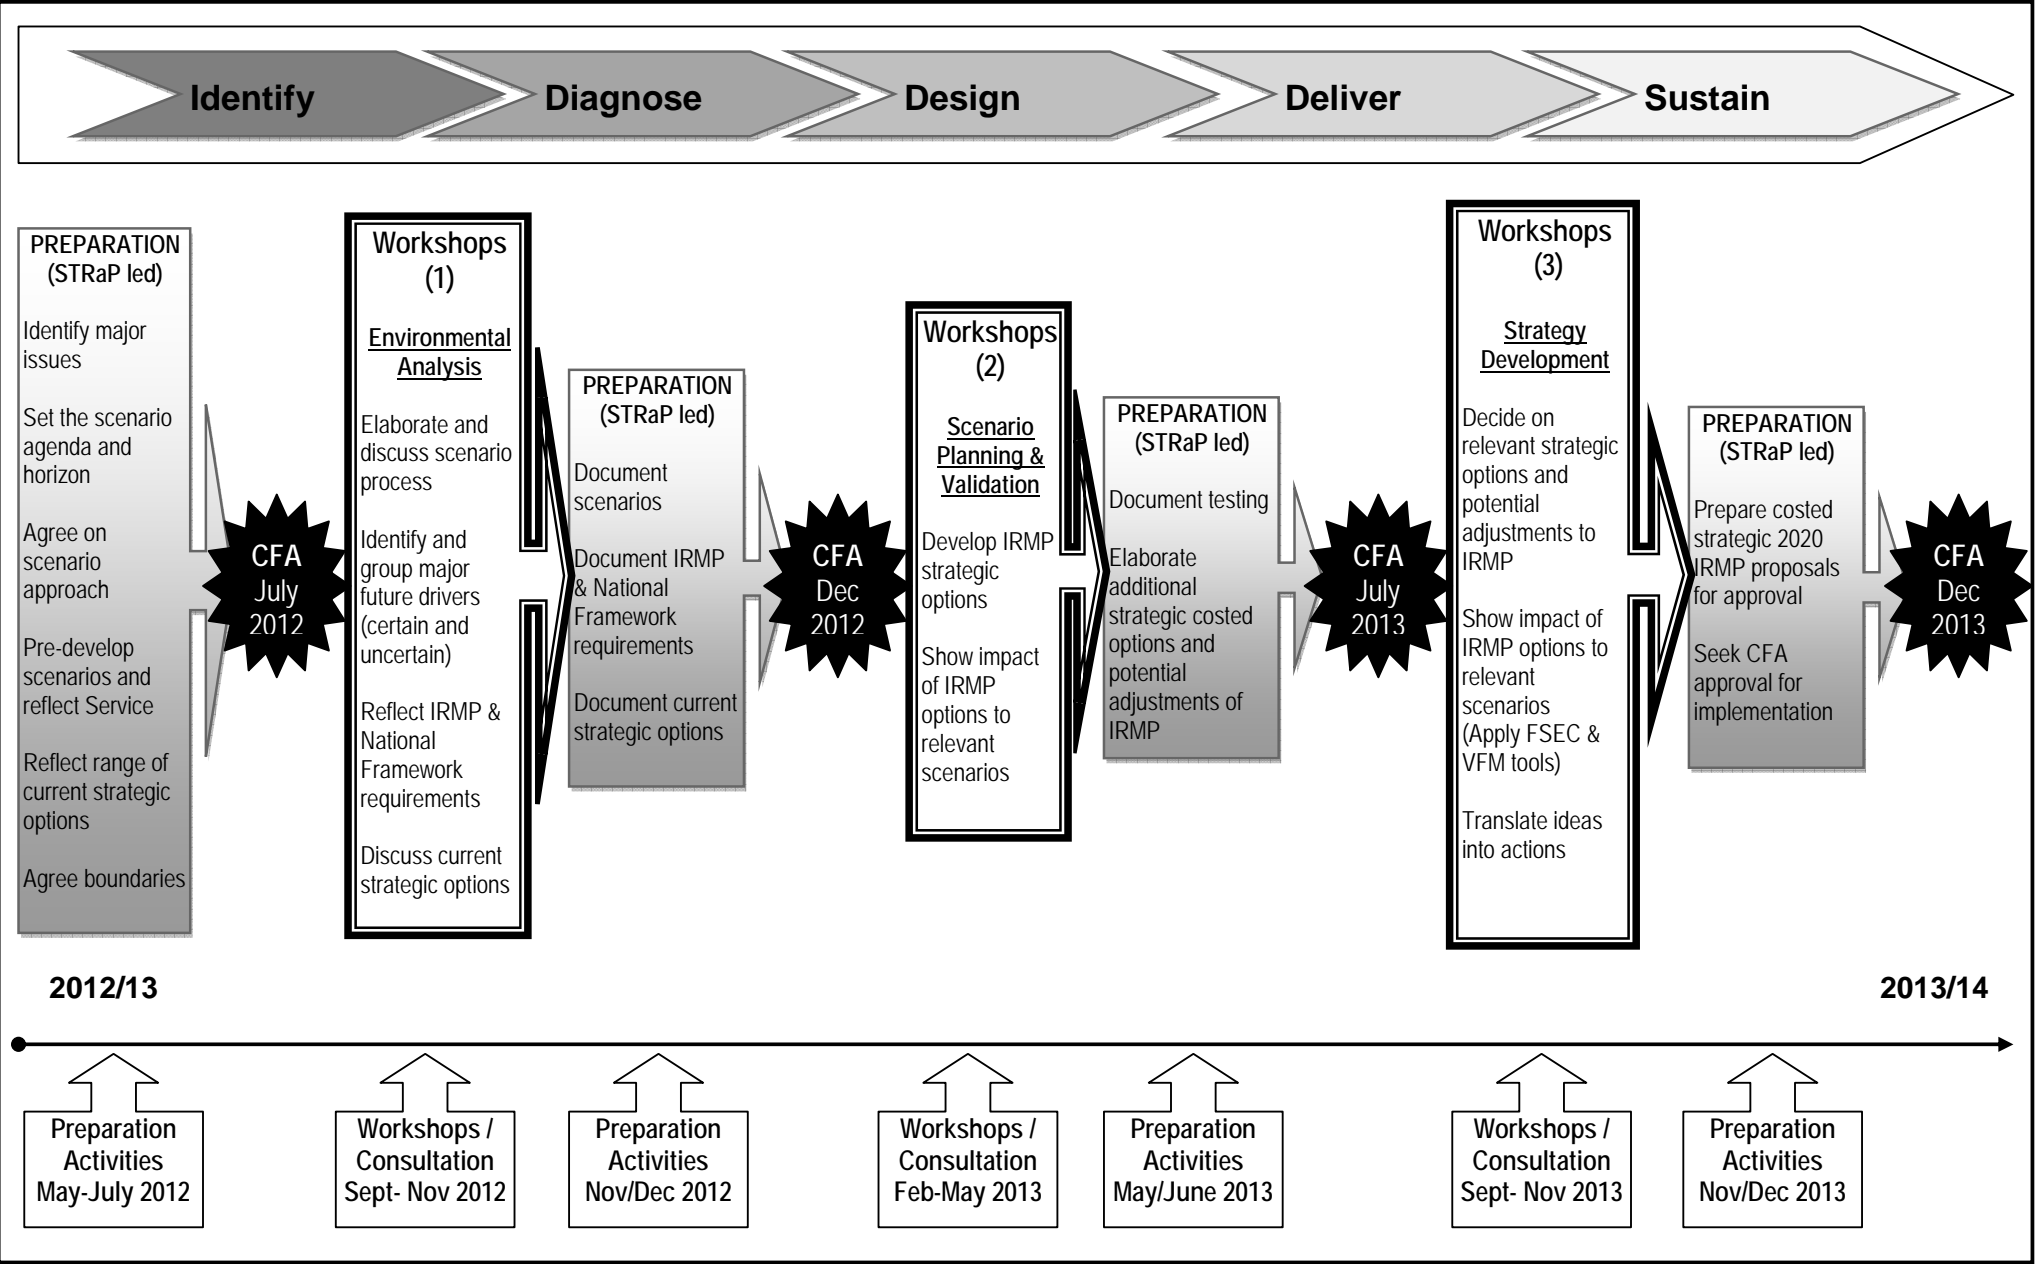 Identify
Diagnose
Design
Deliver
Sustain
PREPARATION
(STRaP led)
Identify major
issues
Set the scenario
agenda and
horizon
Agree on
scenario
approach
Pre-develop
scenarios and
reflect Service
Reflect range of
current strategic
options
Agree boundaries
CFA
July
2012
Workshops
(1)
Environmental
Analysis
Elaborate and
discuss scenario
process
Identify and
group major
future drivers
(certain and
uncertain)
Reflect IRMP &
National
Framework
requirements
Discuss current
strategic options
PREPARATION
(STRaP led)
Document
scenarios
Document IRMP
& National
Framework
requirements
Document current
strategic options
CFA
Dec
2012
Workshops
(2)
Scenario
Planning &
Validation
Develop IRMP
strategic
options
Show impact
of IRMP
options to
relevant
scenarios
PREPARATION
(STRaP led)
Document testing
Elaborate
additional
strategic costed
options and
potential
adjustments of
IRMP
CFA
July
2013
Workshops
(3)
Strategy
Development
Decide on
relevant strategic
options and
potential
adjustments to
IRMP
Show impact of
IRMP options to
relevant
scenarios
(Apply FSEC &
VFM tools)
Translate ideas
into actions
PREPARATION
(STRaP led)
Prepare costed
strategic 2020
IRMP proposals
for approval
Seek CFA
approval for
implementation
CFA
Dec
2013
2012/13
2013/14
Preparation
Activities
May-July 2012
Workshops /
Consultation
Sept- Nov 2012
Preparation
Activities
Nov/Dec 2012
Workshops /
Consultation
Feb-May 2013
Preparation
Activities
May/June 2013
Workshops /
Consultation
Sept- Nov 2013
Preparation
Activities
Nov/Dec 2013